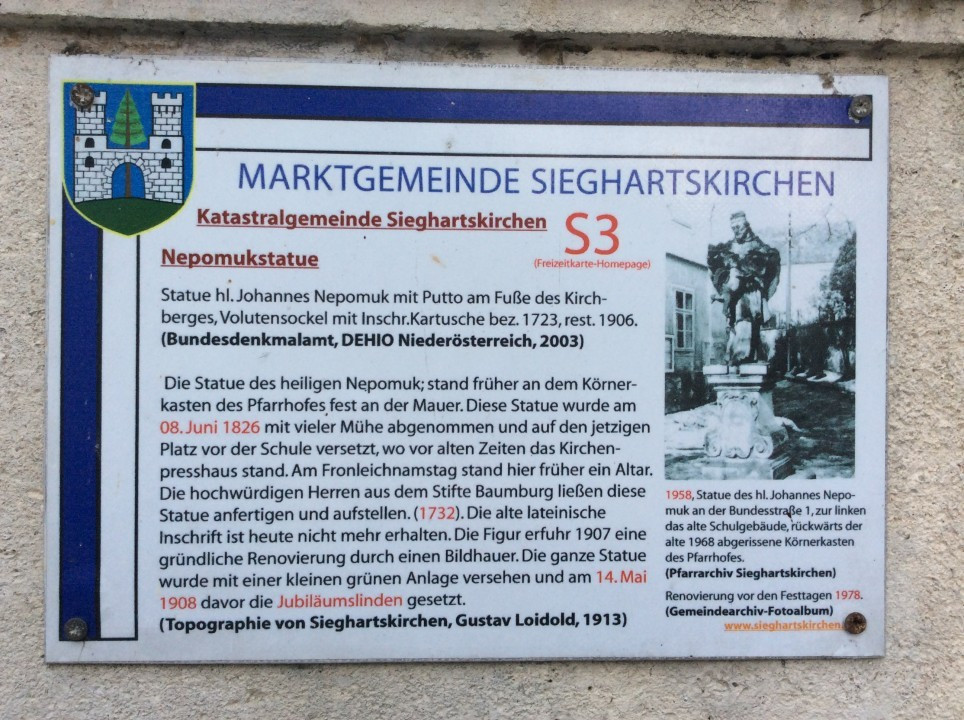 MARKTGEMEINDE SIEGHARTSKIRCHEN
Katastralgemeinde Sieghartskirchen
S3
(Freizeitkarte-Homepage)
Nepomukstatue
Statue hl. Johannes Nepomuk mit Putto am Fuße des Kirch-
berges, Volutensockel mit Inschr.Kartusche bez. 1723, rest. 1906.
(Bundesdenkmalamt, DEHIO Niederösterreich, 2003)
Die Statue des heiligen Nepomuk; stand früher an dem Körner-
kasten des Pfarrhofes fest an der Mauer. Diese Statue wurde am
08. Juni 1826 mit vieler Mühe abgenommen und auf den jetzigen
Platz vor der Schule versetzt, wo vor alten Zeiten das Kirchen-
presshaus stand. Am Fronleichnamstag stand hier früher ein Altar.
Die hochwürdigen Herren aus dem Stifte Baumburg ließen diese
Statue anfertigen und aufstellen. (1732). Die alte lateinische
Inschrift ist heute nicht mehr erhalten. Die Figur erfuhr 1907 eine
gründliche Renovierung durch einen Bildhauer. Die ganze Statue
wurde mit einer kleinen grünen Anlage versehen und am 14. Mai
1908 davor die Jubiläumslinden gesetzt.
(Topographie von Sieghartskirchen, Gustav Loidold, 1913)
1958, Statue des hl. Johannes Nepo-
muk an der Bundesstraße 1, zur linken
das alte Schulgebäude, rückwärts der
alte 1968 abgerissene Körnerkasten
des Pfarrhofes.
(Pfarrarchiv Sieghartskirchen)
Renovierung vor den Festtagen 1978.
(Gemeindearchiv-Fotoalbum)
www.sieghartskirchen.